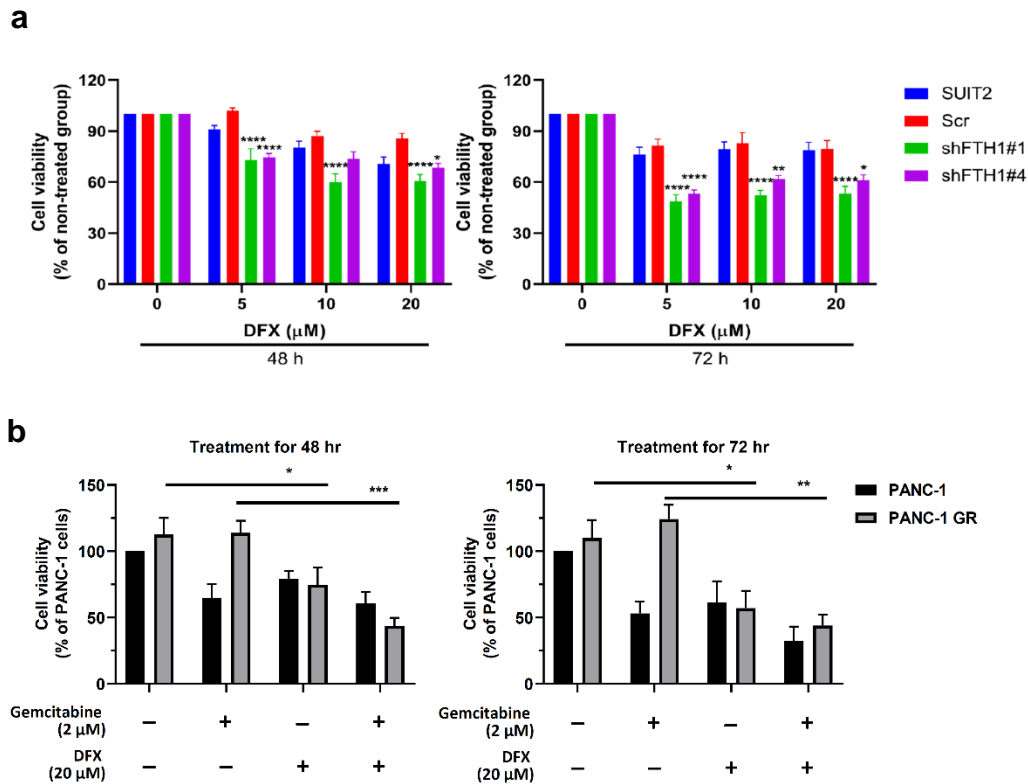 a
Cell viability
(% of non-treated group)
120
90
60
30
0
****
****
****
****
*
0 5 10 20
DFX (μM)
48 h
Cell viability
(% of non-treated group)
120
90
60
30
0
****
****
****
**
****
*
0 5 10 20
DFX (μM)
72 h
SUIT2
Scr
shFTH1#1
shFTH1#4
b
Treatment for 48 hr
Cell viability
(% of PANC-1 cells)
150
100
50
0
*
***
Gemcitabine
(2 μM)
– + – +
DFX
(20 μM)
– – + +
Treatment for 72 hr
Cell viability
(% of PANC-1 cells)
150
100
50
0
*
**
Gemcitabine
(2 μM)
– + – +
DFX
(20 μM)
– – + +
PANC-1
PANC-1 GR